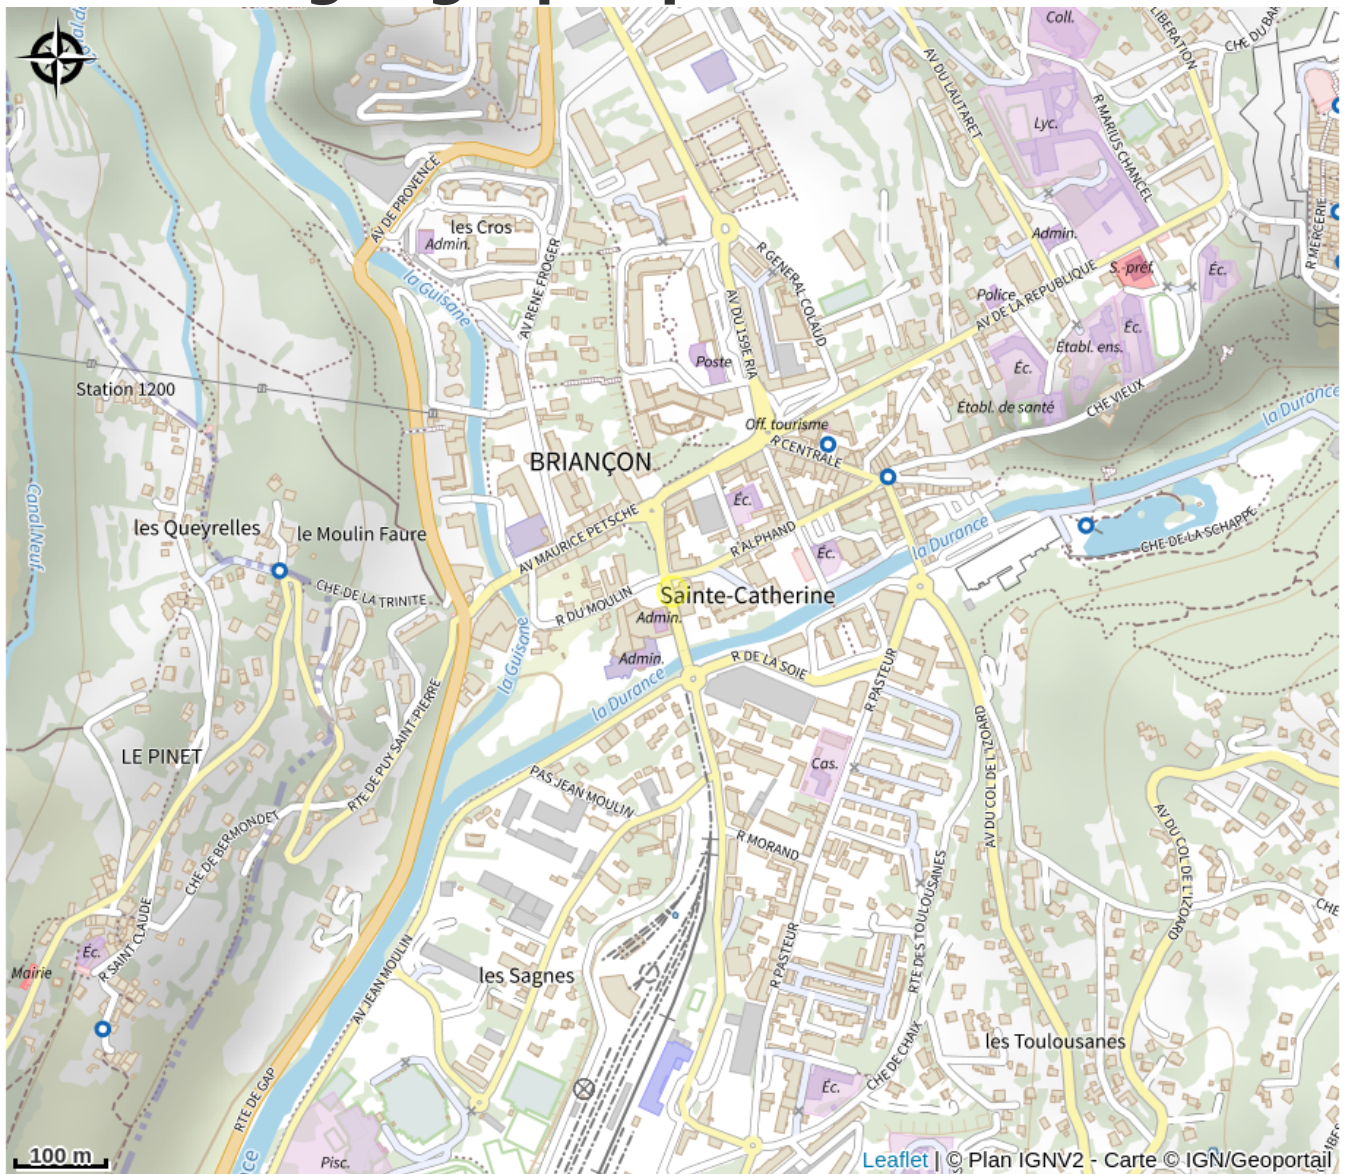 Coll.
LIBERATION
CHE DU BAR
AV DU LAUTARET
Lyc.
R MARIUS CHANCEL
AV DE PROVENCE
les Cros
Admin.
Admin.
R MERCERIE
R GENERAL COLAUD
S.-préf.
Éc.
la Guisane
AV RENE FROGER
AV DU 159E RIA
Police
AV DE LA REPUBLIQUE
Éc.
Établ. ens.
Poste
Éc.
Station 1200
CHE VIEUX
Établ. de santé
la Durance
Off. tourisme
R CENTRALE
BRIANÇON
Éc.
Canal Neuf
les Queyrelles
le Moulin Faure
AV MAURICE PETSCHE
R ALPHAND
Éc.
la Durance
CHE DE LA SCHAPPE
CHE DE LA TRINITE
R DU MOULIN
Sainte-Catherine
Admin.
la Guisane
Admin.
R DE LA SOIE
la Durance
R PASTEUR
RTE DE PUY-SAINT-PIERRE
AV DU COL DE L'IZOARD
LE PINET
Cas.
PAS JEAN MOULIN
CHE DE BERMONDET
R MORAND
AV DU COL DE L'IZOARD
RTE DES TOULOUSANES
CHE
R SAINT-CLAUDE
Éc.
Mairie
R PASTEUR
AV JEAN MOULIN
les Sagnes
les Toulousanes
CHE DE CHAIX
RTE DE GAP
Éc.
Pisc.
100 m
Leaflet | © Plan IGNV2 - Carte © IGN/Geoportail